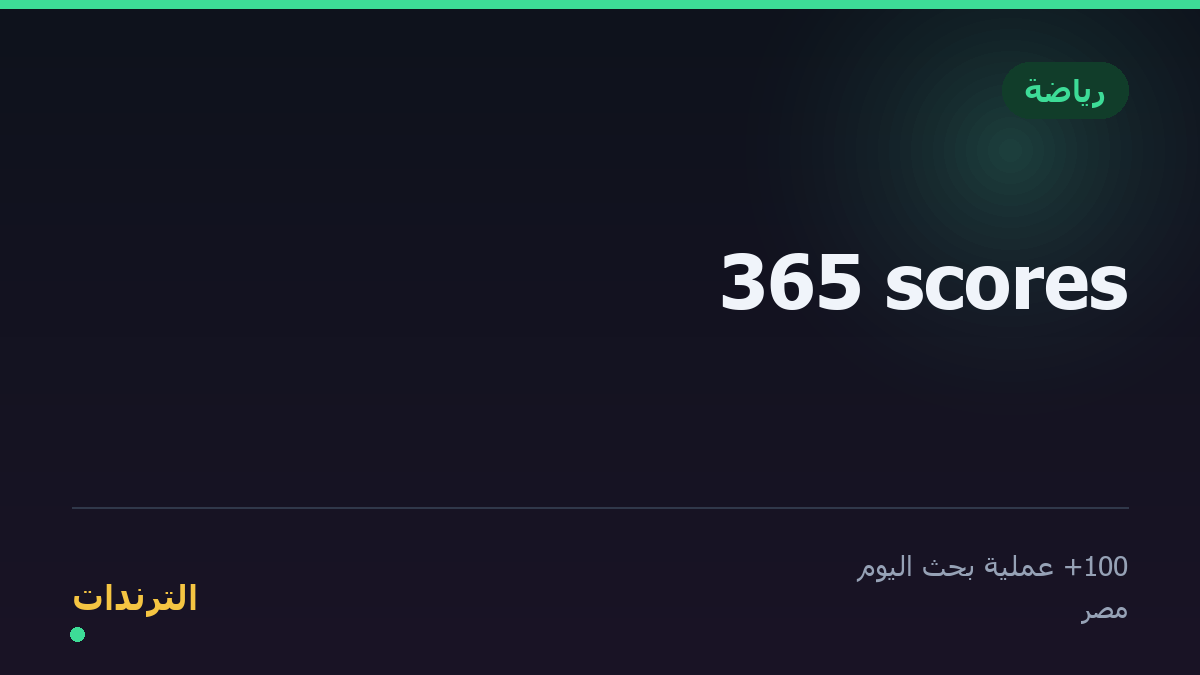 رياضة
365 scores
100+ عملية بحث اليوم
مصر
الترندات